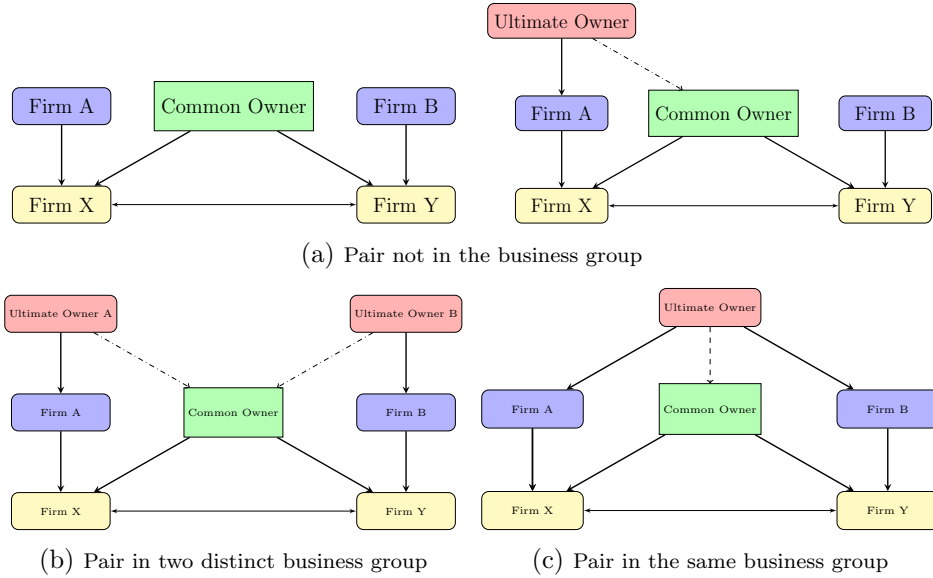 Ultimate Owner
Firm A
Common Owner
Firm B
Firm A
Common Owner
Firm B
Firm X
Firm Y
Firm X
Firm Y
(a) Pair not in the business group
Ultimate Owner A
Ultimate Owner B
Firm A
Common Owner
Firm B
Firm X
Firm Y
(b) Pair in two distinct business group
Ultimate Owner
Firm A
Common Owner
Firm B
Firm X
Firm Y
(c) Pair in the same business group